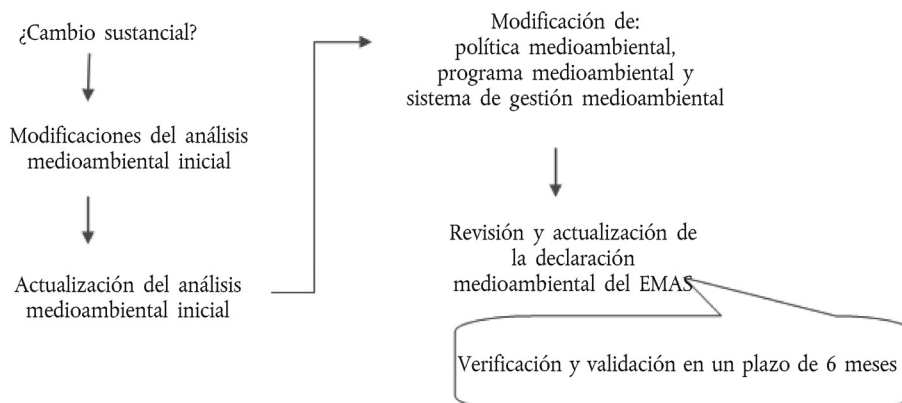 ¿Cambio sustancial?
Modificaciones del análisis
medioambiental inicial
Actualización del análisis
medioambiental inicial
Modificación de:
política medioambiental,
programa medioambiental y
sistema de gestión medioambiental
Revisión y actualización de
la declaración
medioambiental del EMAS
Verificación y validación en un plazo de 6 meses